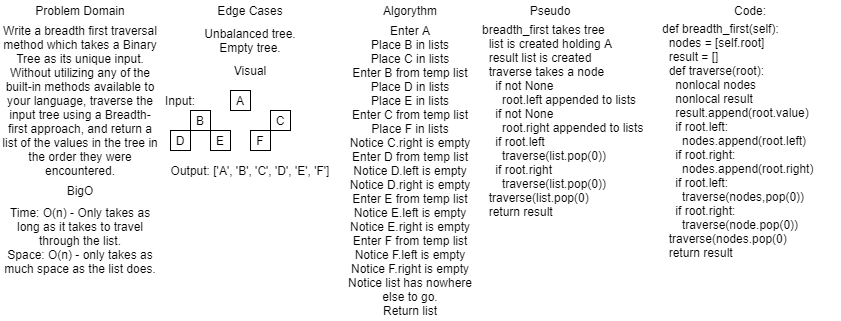 Problem Domain
Write a breadth first traversal
method which takes a Binary
Tree as its unique input.
Without utilizing any of the
built-in methods available to
your language, traverse the
input tree using a Breadth-
first approach, and return a
list of the values in the tree in
the order they were
encountered.
BigO
Time: O(n) - Only takes as
long as it takes to travel
through the list.
Space: O(n) - only takes as
much space as the list does.
Edge Cases
Unbalanced tree.
Empty tree.
Visual
Input:
A
B C
D E F
Output: ['A', 'B', 'C', 'D', 'E', 'F']
Algorythm
Enter A
Place B in lists
Place C in lists
Enter B from temp list
Place D in lists
Place E in lists
Enter C from temp list
Place F in lists
Notice C.right is empty
Enter D from temp list
Notice D.left is empty
Notice D.right is empty
Enter E from temp list
Notice E.left is empty
Notice E.right is empty
Enter F from temp list
Notice F.left is empty
Notice F.right is empty
Notice list has nowhere
else to go.
Return list
Pseudo
breadth_first takes tree
list is created holding A
result list is created
traverse takes a node
if not None
root.left appended to lists
if not None
root.right appended to lists
if root.left
traverse(list.pop(0))
if root.right
traverse(list.pop(0))
traverse(list.pop(0)
return result
Code:
def breadth_first(self):
nodes = [self.root]
result = []
def traverse(root):
nonlocal nodes
nonlocal result
result.append(root.value)
if root.left:
nodes.append(root.left)
if root.right:
nodes.append(root.right)
if root.left:
traverse(nodes,pop(0))
if root.right:
traverse(node.pop(0))
traverse(nodes.pop(0)
return result